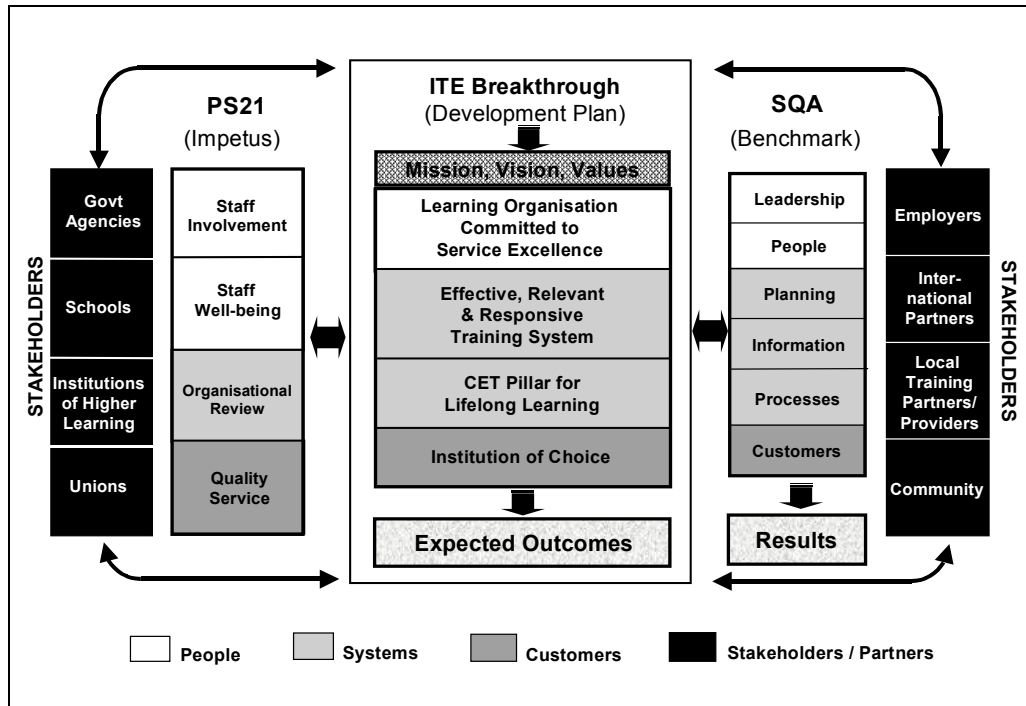 ITE Breakthrough
(Development Plan)
PS21
(Impetus)
SQA
(Benchmark)
STAKEHOLDERS
Govt
Agencies
Schools
Institutions
of Higher
Learning
Unions
Staff
Involvement
Staff
Well-being
Organisational
Review
Quality
Service
Mission, Vision, Values
Learning Organisation
Committed to
Service Excellence
Effective, Relevant
& Responsive
Training System
CET Pillar for
Lifelong Learning
Institution of Choice
Expected Outcomes
Leadership
People
Planning
Information
Processes
Customers
Results
Employers
Inter-
national
Partners
Local
Training
Partners/
Providers
Community
STAKEHOLDERS
People
Systems
Customers
Stakeholders / Partners